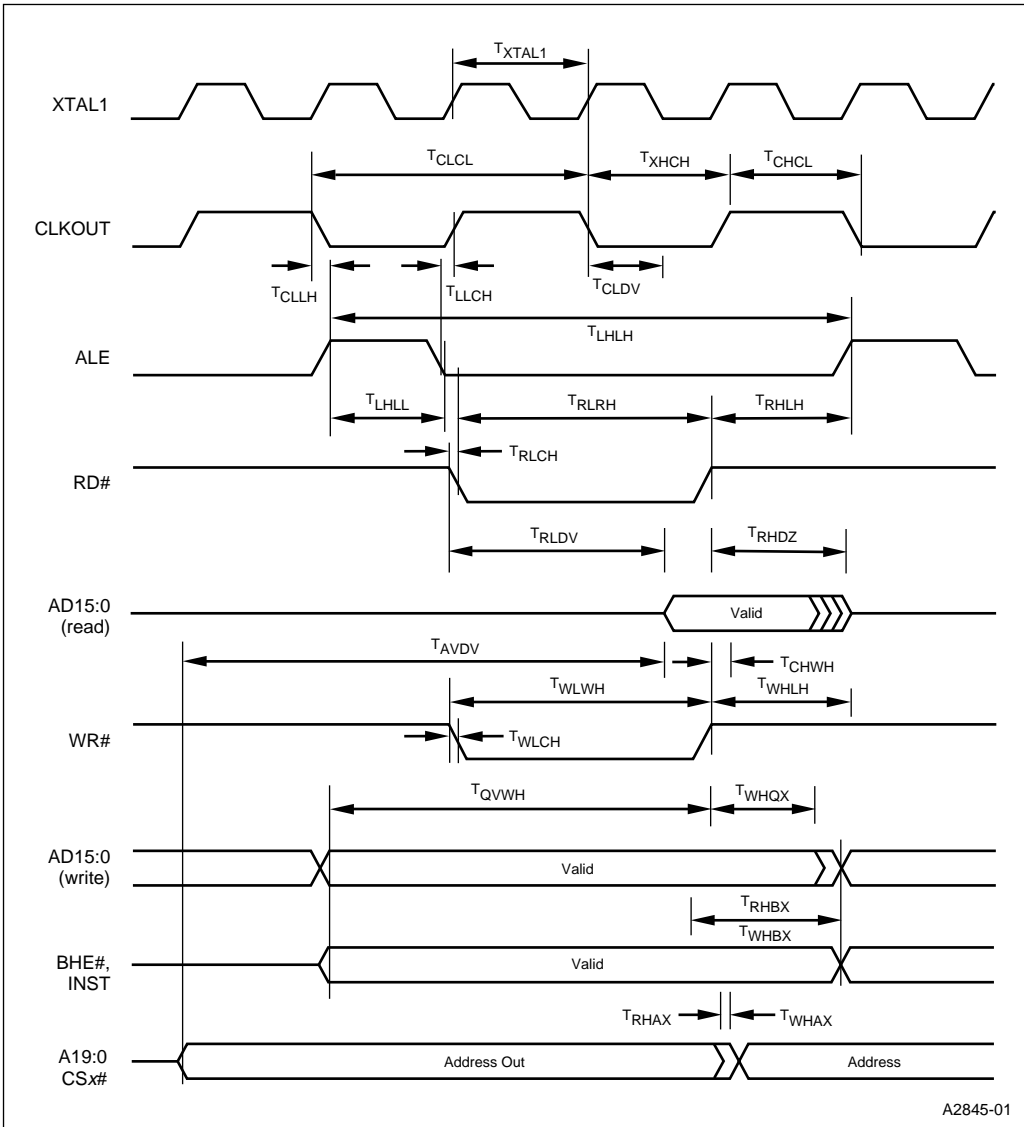 TXTAL1
XTAL1
TCLCL
TXHCH
TCHCL
CLKOUT
TCLLH
TLLCH
TCLDV
TLHLH
ALE
TLHLL
TRLRH
TRHLH
TRLCH
RD#
TRLDV
TRHDZ
AD15:0
(read)
Valid
TAVDV
TCHWH
TWLWH
TWHLH
WR#
TWLCH
TQVWH
TWHQX
AD15:0
(write)
Valid
TRHBX
TWHBX
BHE#,
INST
Valid
TRHAX
TWHAX
A19:0
CSx#
Address Out
Address
A2845-01